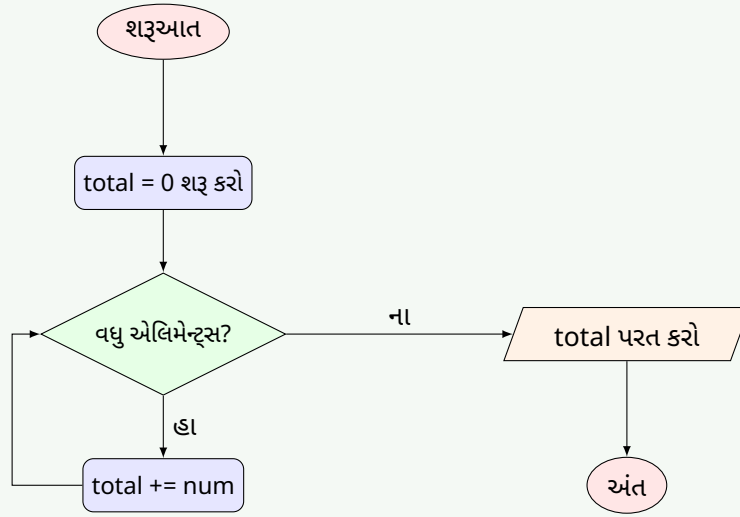 શરૂઆત
total = 0 શરૂ કરો
વધુ એલિમેન્ટ્સ?
ના
total પરત કરો
હા
total += num
અંત